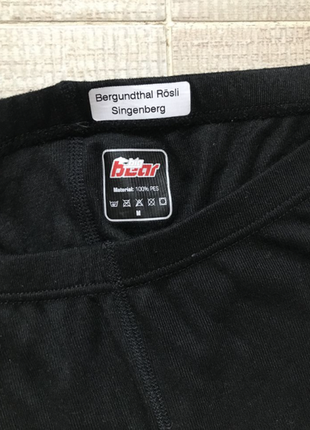 Bergundthal Rösli
Singenberg
bear
Material: 100% PES
M